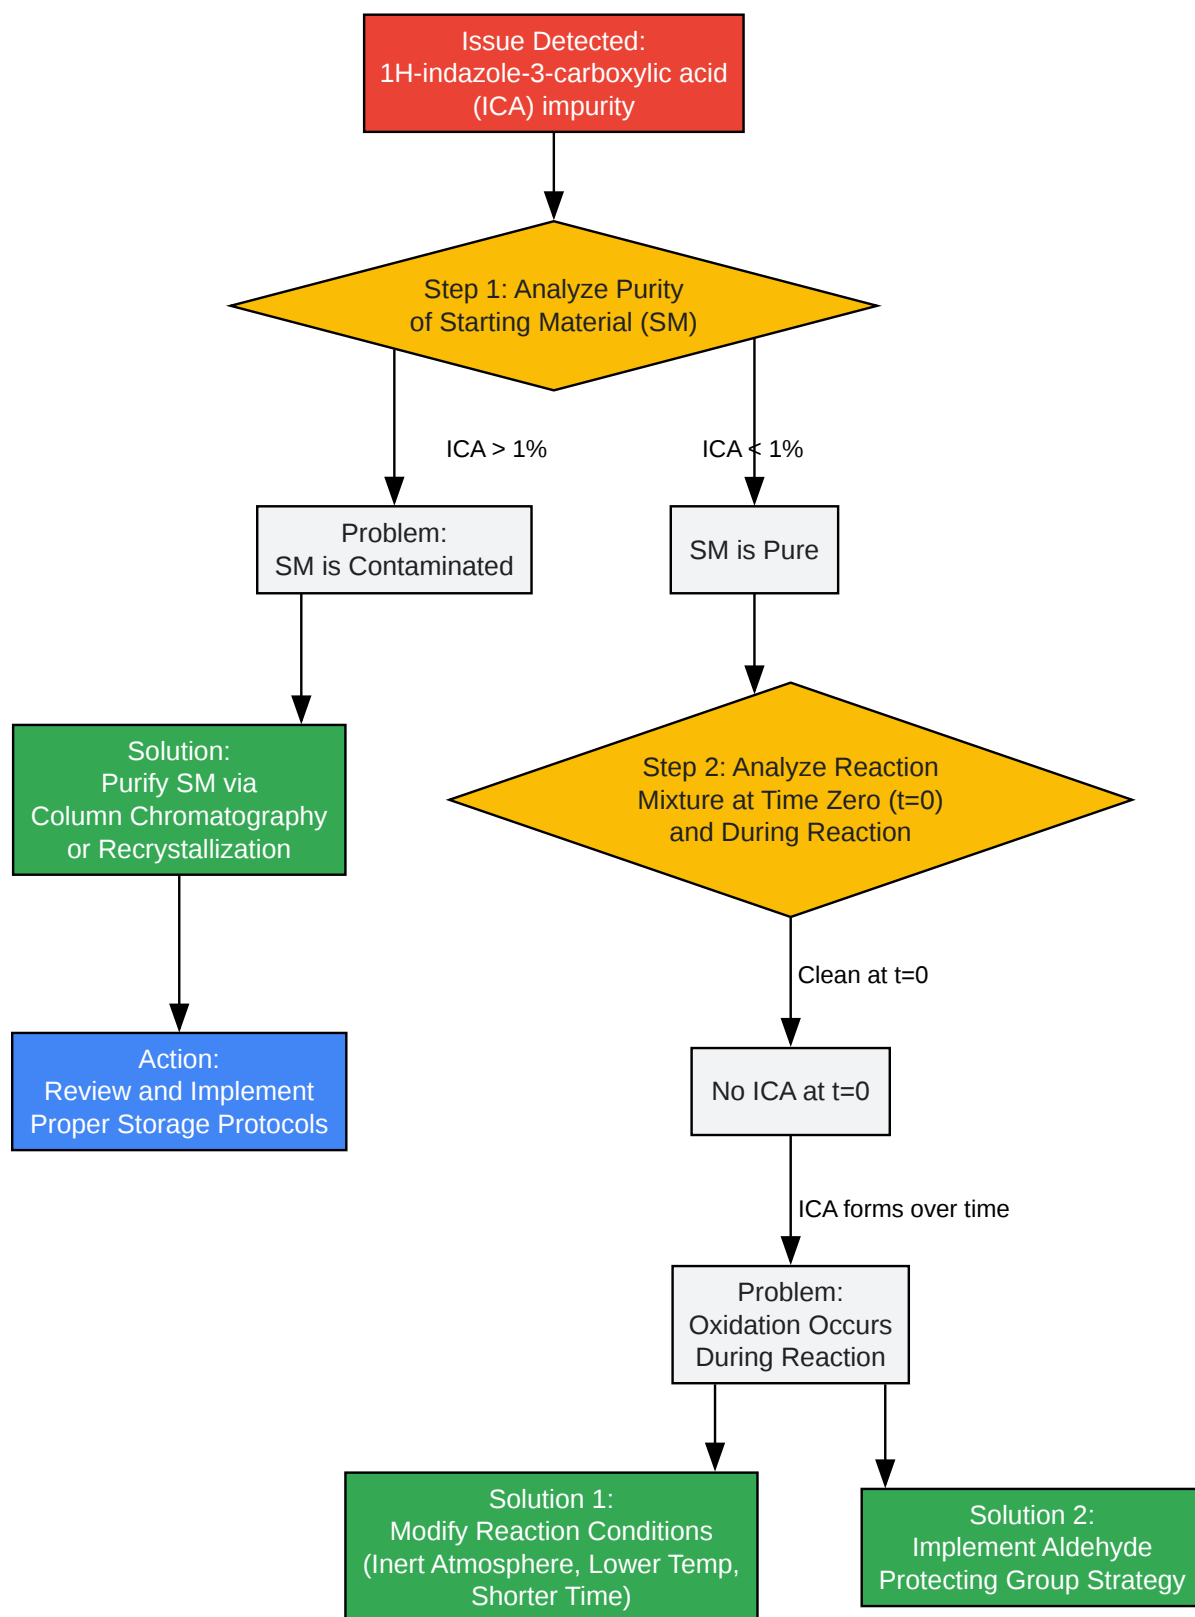 Issue Detected:
1H-indazole-3-carboxylic acid
(ICA) impurity
Step 1: Analyze Purity
of Starting Material (SM)
ICA > 1%
ICA < 1%
Problem:
SM is Contaminated
SM is Pure
Solution:
Purify SM via
Column Chromatography
or Recrystallization
Step 2: Analyze Reaction
Mixture at Time Zero (t=0)
and During Reaction
Clean at t=0
Action:
Review and Implement
Proper Storage Protocols
No ICA at t=0
ICA forms over time
Problem:
Oxidation Occurs
During Reaction
Solution 1:
Modify Reaction Conditions
(Inert Atmosphere, Lower Temp,
Shorter Time)
Solution 2:
Implement Aldehyde
Protecting Group Strategy